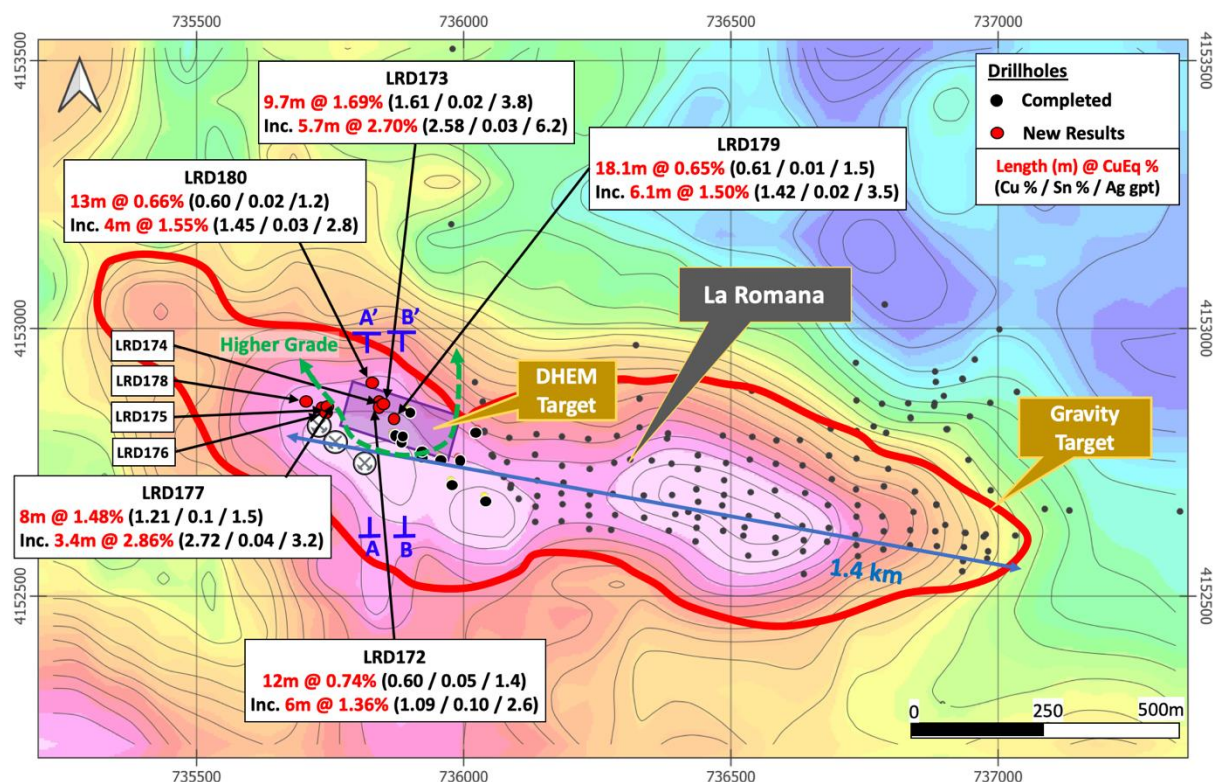 735500
736000
736500
737000
4153500
4153500
LRD173
9.7m @ 1.69% (1.61 / 0.02 / 3.8)
Inc. 5.7m @ 2.70% (2.58 / 0.03 / 6.2)
Drillholes
Completed
New Results
Length (m) @ CuEq %
(Cu % / Sn % / Ag gpt)
LRD179
18.1m @ 0.65% (0.61 / 0.01 / 1.5)
Inc. 6.1m @ 1.50% (1.42 / 0.02 / 3.5)
LRD180
13m @ 0.66% (0.60 / 0.02 /1.2)
Inc. 4m @ 1.55% (1.45 / 0.03 / 2.8)
La Romana
4153000
4153000
A’
B’
Higher Grade
LRD174
LRD178
LRD175
LRD176
DHEM
Target
Gravity
Target
LRD177
8m @ 1.48% (1.21 / 0.1 / 1.5)
Inc. 3.4m @ 2.86% (2.72 / 0.04 / 3.2)
A
B
1.4 km
4152500
4152500
LRD172
12m @ 0.74% (0.60 / 0.05 / 1.4)
Inc. 6m @ 1.36% (1.09 / 0.10 / 2.6)
0
250
500m
735500
736000
736500
737000